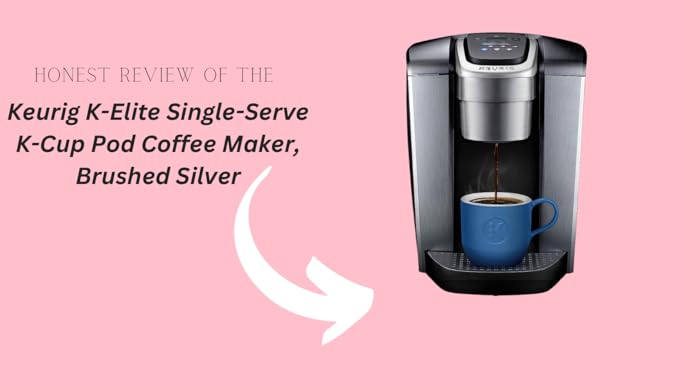 HONEST REVIEW OF THE
Keurig K-Elite Single-Serve
K-Cup Pod Coffee Maker,
Brushed Silver
KEURIG